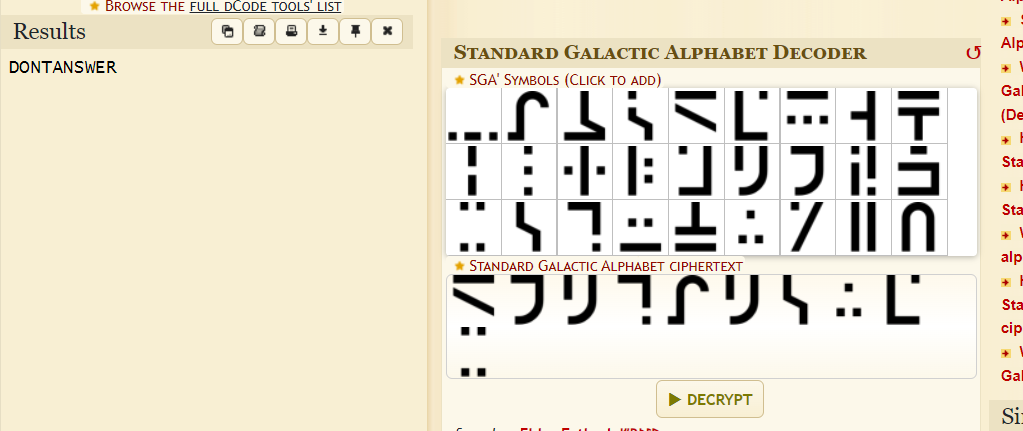 ★ BROWSE THE FULL DCODE TOOLS' LIST
Results
DONTANSWER
STANDARD GALACTIC ALPHABET DECODER
★ SGA' SYMBOLS (CLICK TO ADD)
★ STANDARD GALACTIC ALPHABET CIPHERTEXT
▶ DECRYPT
Alp
W
Gal
(De
Sta
Sta
W
alp
Sta
cip
W
Gal
Si